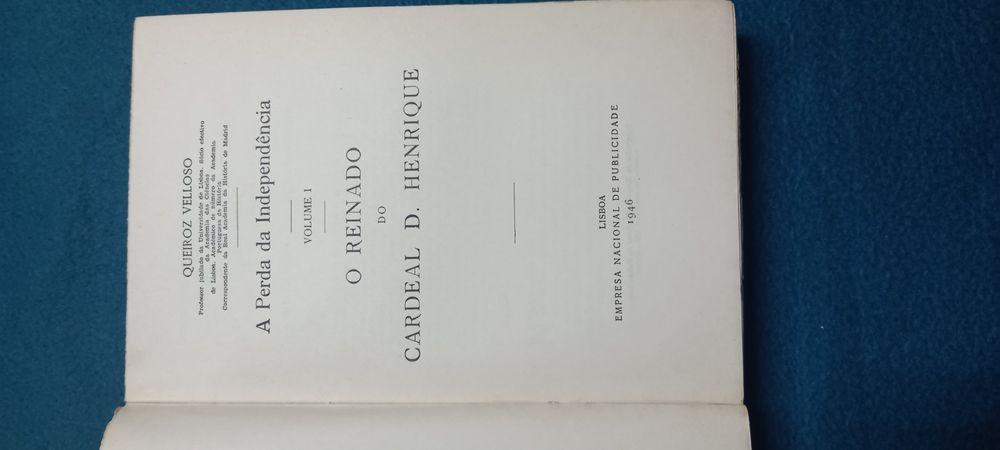 QUEIROZ VELLOSO
Professor jubilado da Universidade de Lisboa. Sócio efectivo
da Academia das Ciências
de Lisboa. Académico de número da Academia
Portuguesa da História
Correspondente da Real Academia da História de Madrid
A Perda da Independência
VOLUME I
O REINADO
DO
CARDEAL D. HENRIQUE
LISBOA
EMPRESA NACIONAL DE PUBLICIDADE
1946